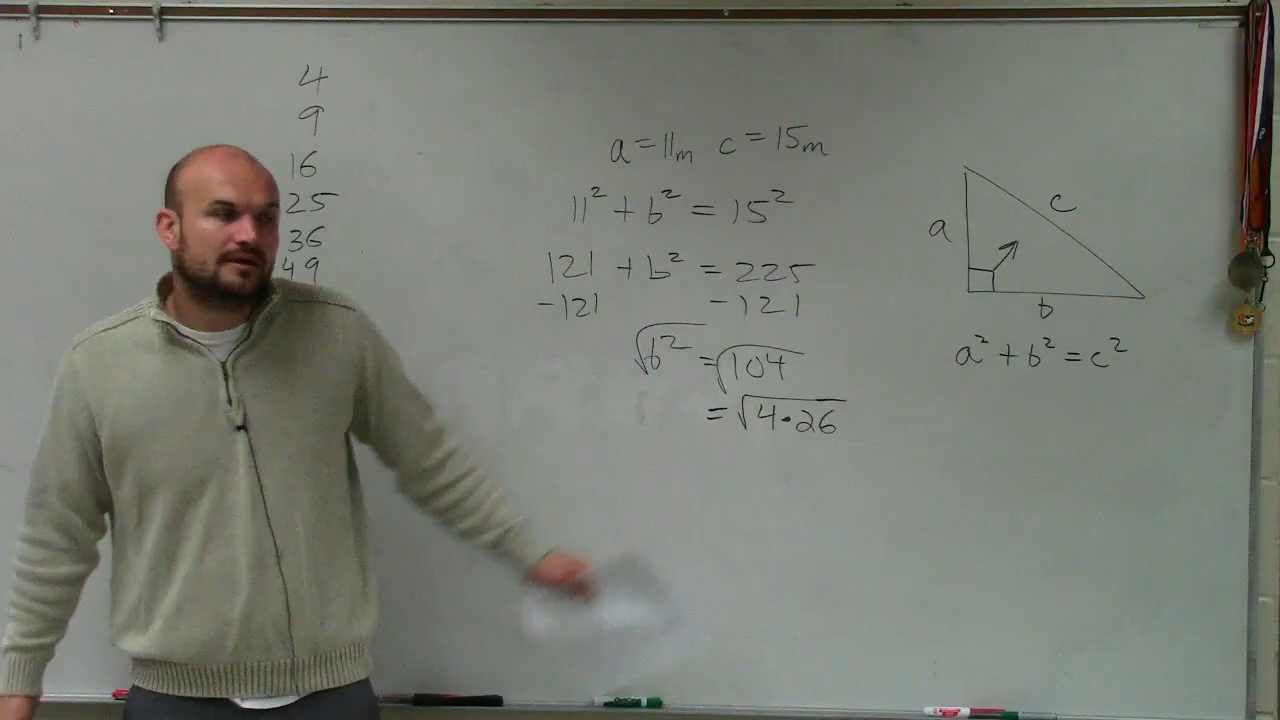 4
9
16
25
36
49
a = 11m c = 15m
11² + b² = 15²
121 + b² = 225
-121 -121
√b² = √104
= √4•26
a
c
b
a² + b² = c²